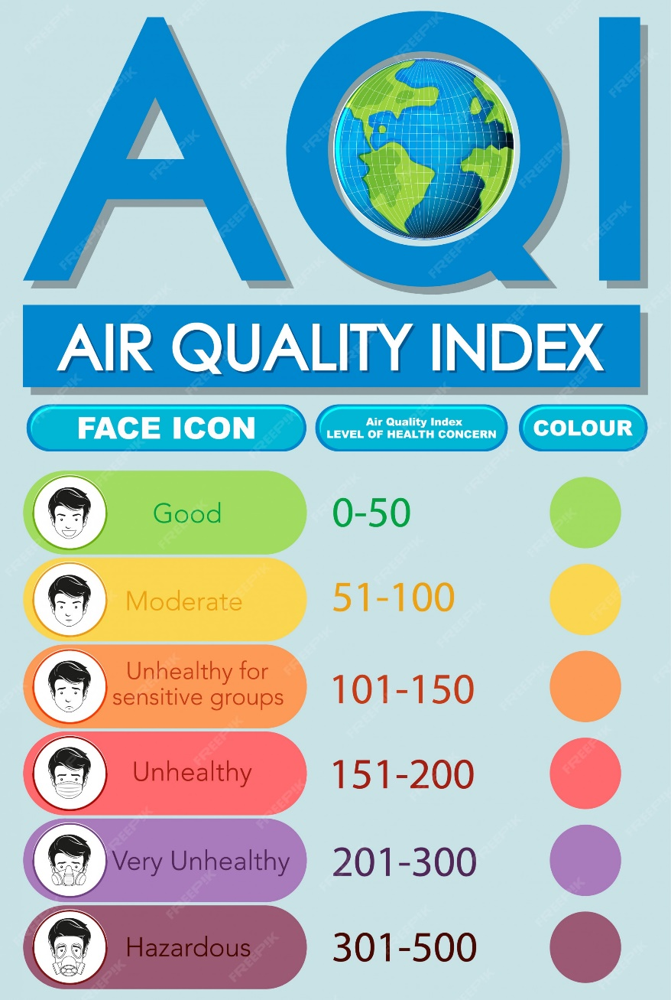 AQI
AIR QUALITY INDEX
FACE ICON
Air Quality Index
LEVEL OF HEALTH CONCERN
COLOUR
Good
0-50
Moderate
51-100
Unhealthy for
sensitive groups
101-150
Unhealthy
151-200
Very Unhealthy
201-300
Hazardous
301-500
FREEPIK